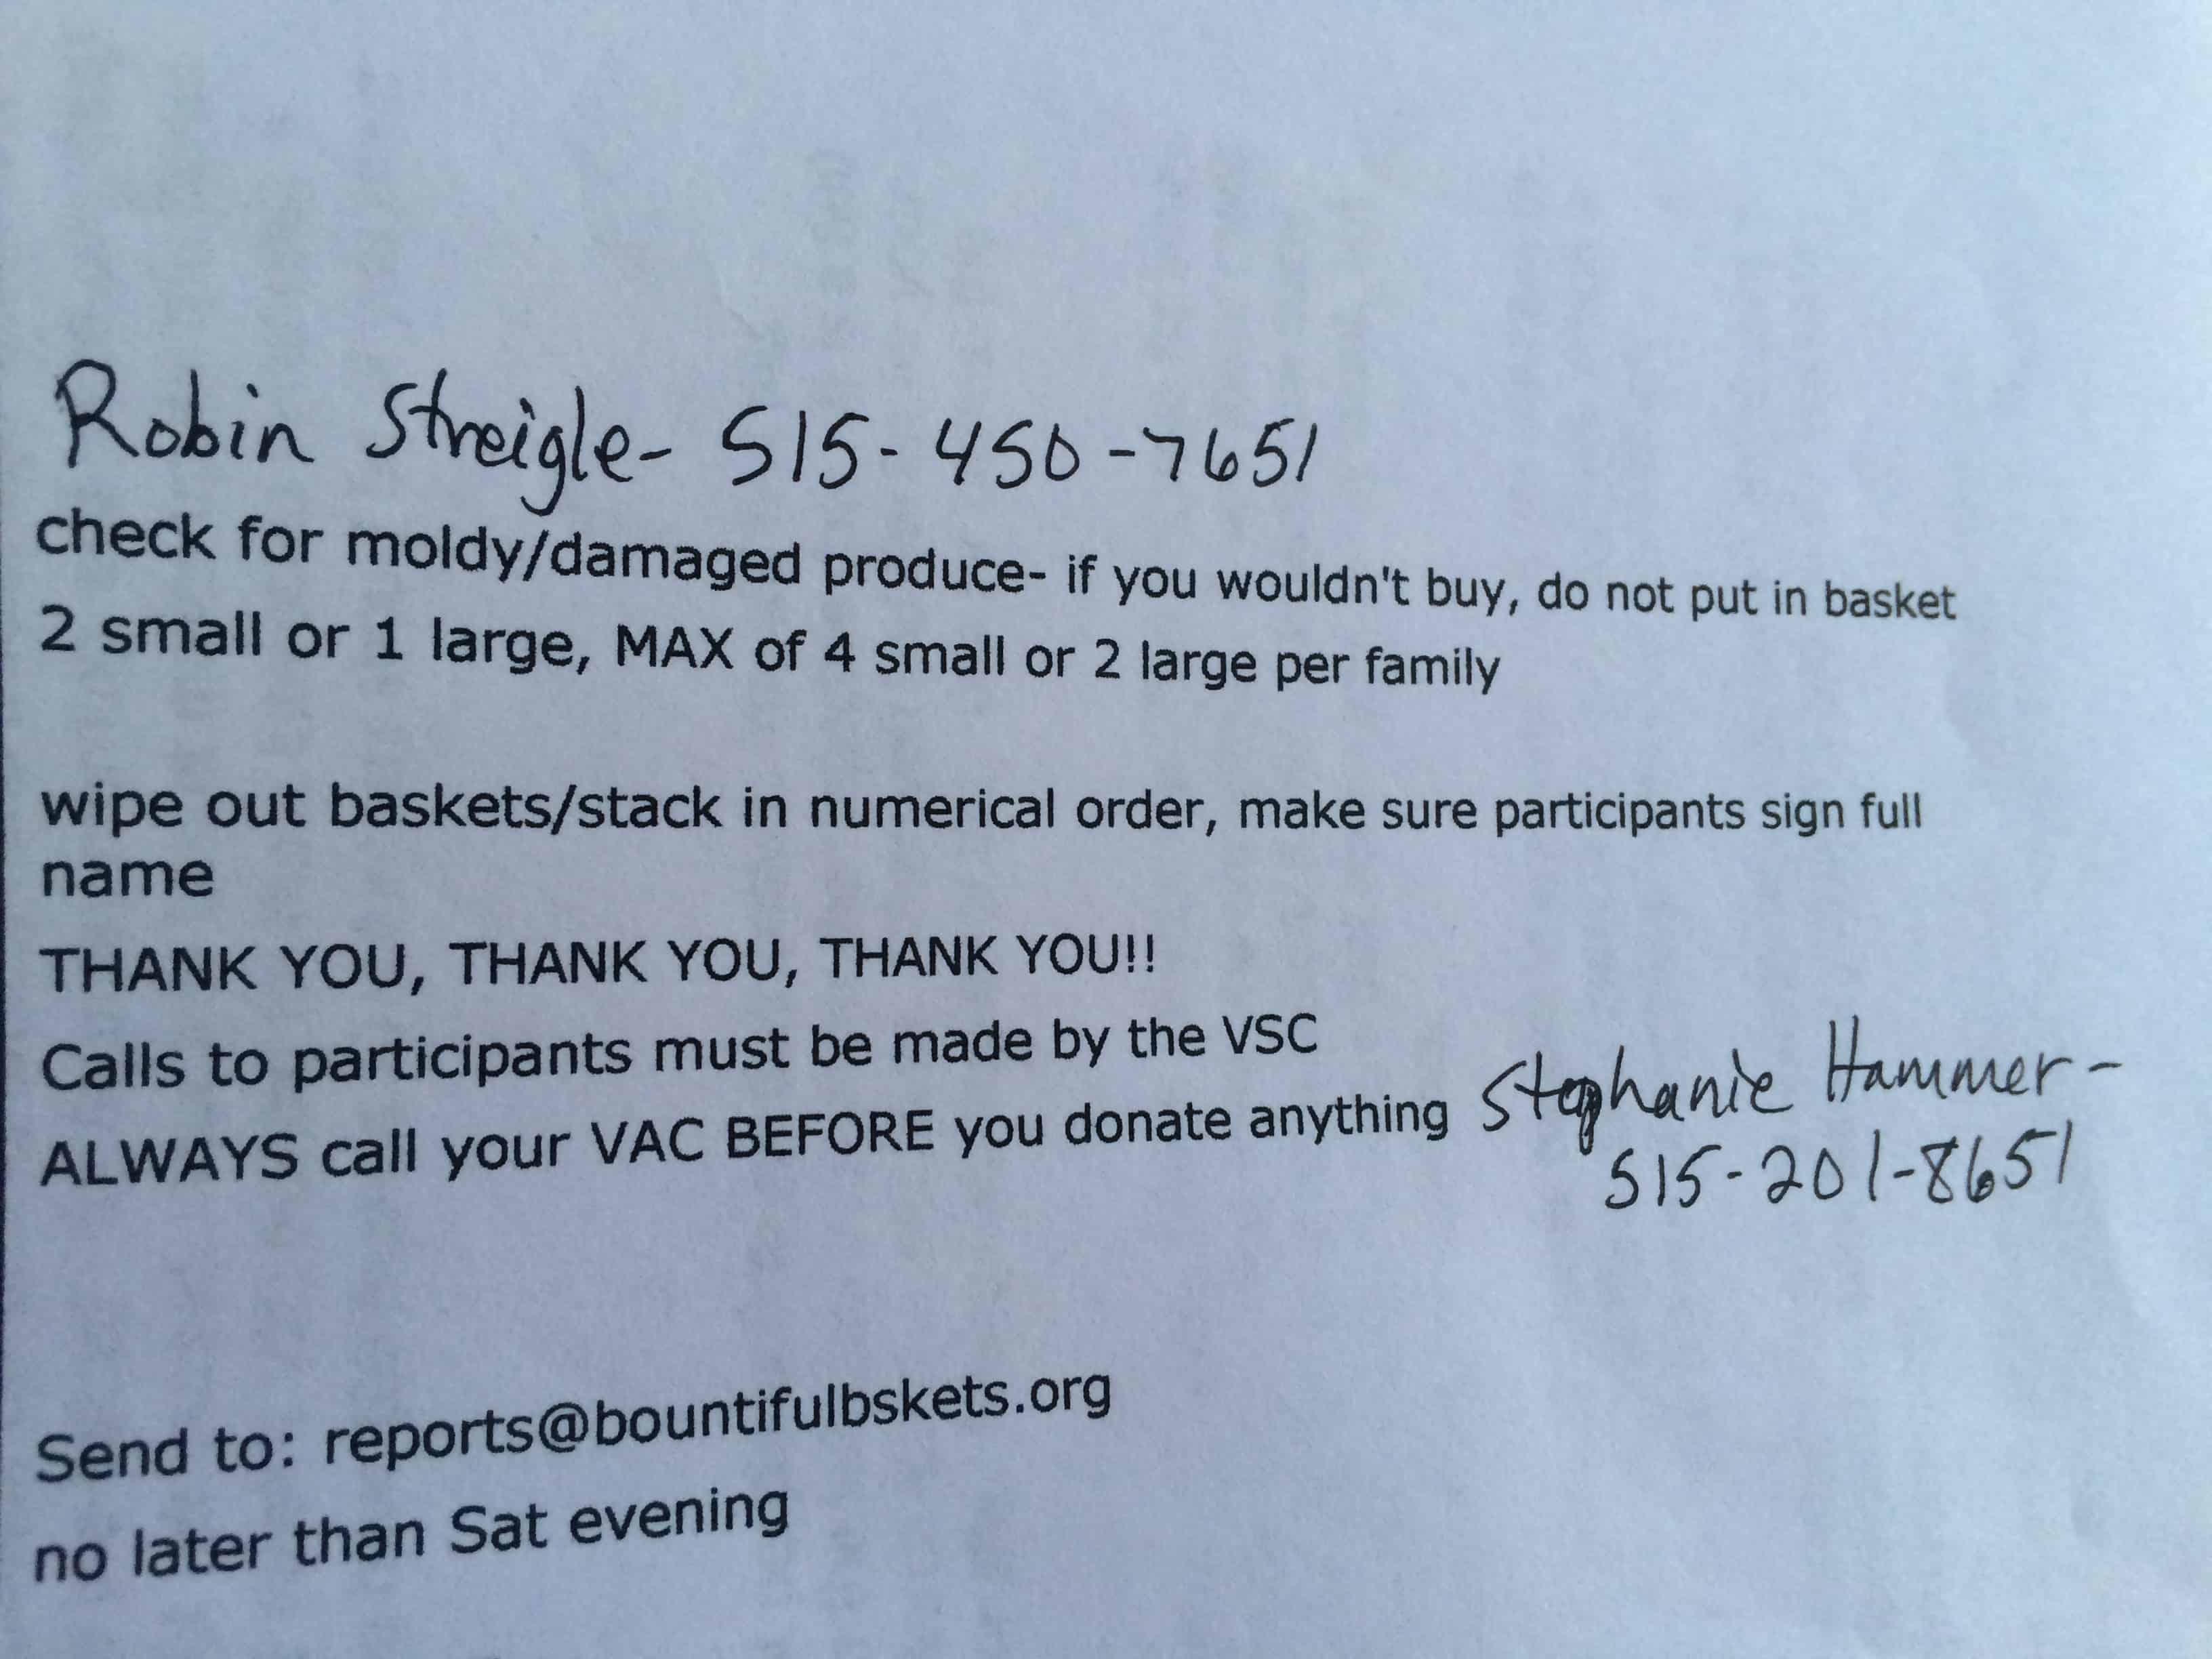 Robin Streigle- 515-450-7651
check for moldy/damaged produce- if you wouldn't buy, do not put in basket
2 small or 1 large, MAX of 4 small or 2 large per family
wipe out baskets/stack in numerical order, make sure participants sign full
name
THANK YOU, THANK YOU, THANK YOU!!
Calls to participants must be made by the VSC
ALWAYS call your VAC BEFORE you donate anything Stephanie Hammer-
515-201-8651
Send to: reports@bountifulbskets.org
no later than Sat evening